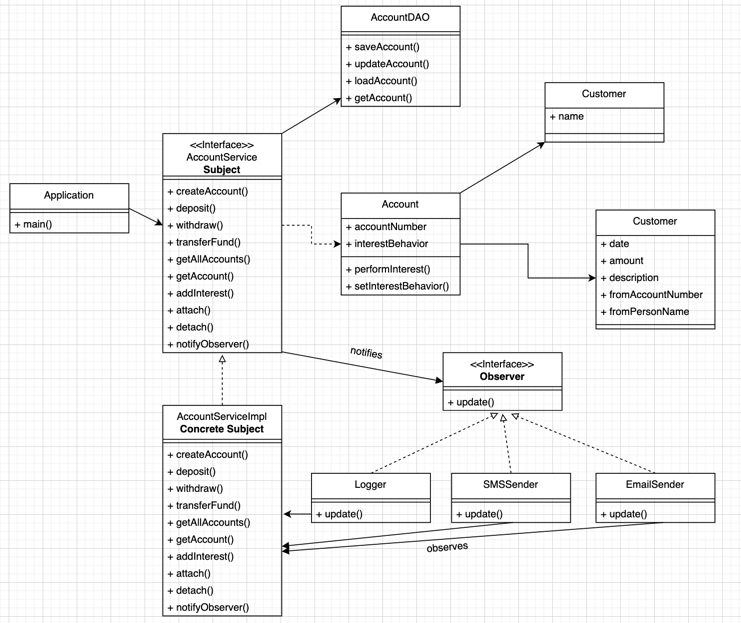 AccountDAO
+ saveAccount()
+ updateAccount()
+ loadAccount()
+ getAccount()
Customer
+ name
<<Interface>>
AccountService
Subject
+ createAccount()
+ deposit()
+ withdraw()
+ transferFund()
+ getAllAccounts()
+ getAccount()
+ addInterest()
+ attach()
+ detach()
+ notifyObserver()
Application
+ main()
Account
+ accountNumber
+ interestBehavior
+ performInterest()
+ setInterestBehavior()
Customer
+ date
+ amount
+ description
+ fromAccountNumber
+ fromPersonName
notifies
<<Interface>>
Observer
+ update()
AccountServiceImpl
Concrete Subject
+ createAccount()
+ deposit()
+ withdraw()
+ transferFund()
+ getAllAccounts()
+ getAccount()
+ addInterest()
+ attach()
+ detach()
+ notifyObserver()
Logger
+ update()
SMSSender
+ update()
EmailSender
+ update()
observes